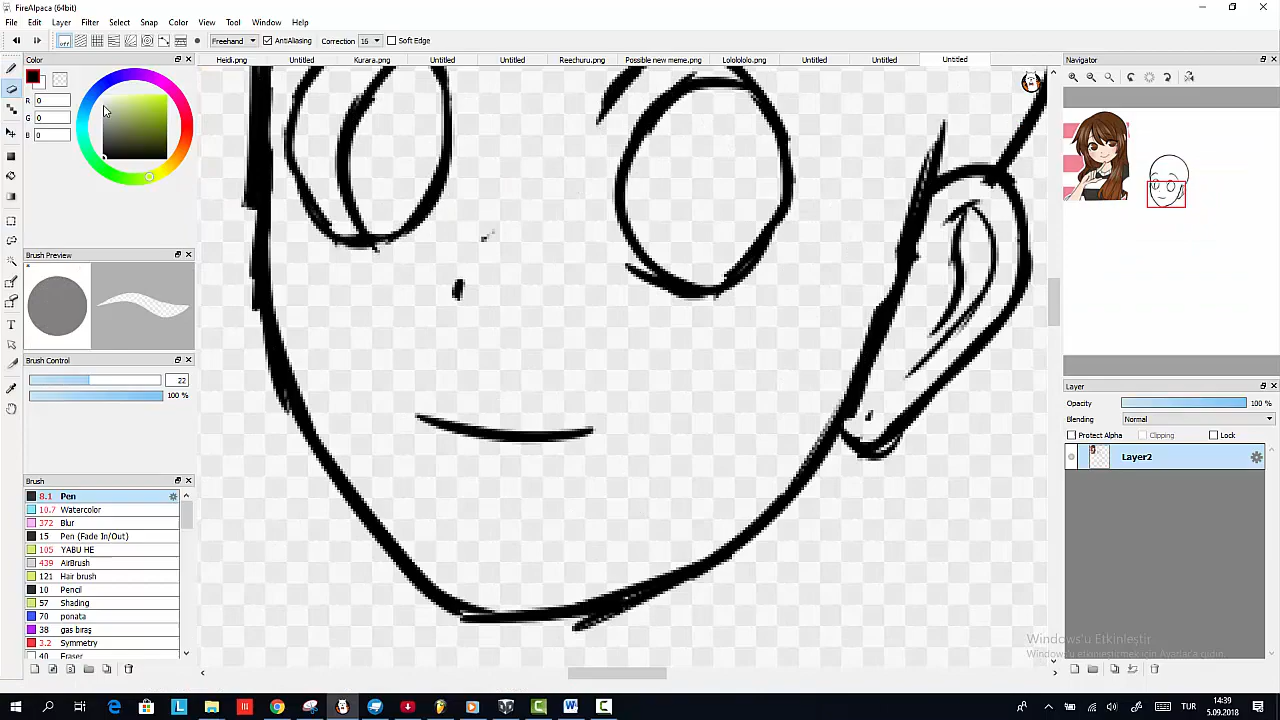 FireAlpaca (64bit)
File Edit Layer Filter Select Snap Color View Tool Window Help
off Freehand AntiAliasing Correction 16 Soft Edge
Color
Heidi.png Untitled Kurara.png Untitled Untitled Reechuru.png Possible new meme.png Lolololo.png Untitled Untitled Untitled
Navigator
R 0
G 0
B 0
Brush Preview
Brush Control
22
100 %
Layer
Opacity 100 %
Blending Normal
Protect Alpha Clipping Lock
Layer2
Brush
8.1 Pen
10.7 Watercolor
372 Blur
15 Pen (Fade In/Out)
105 YABU HE
439 AirBrush
121 Hair brush
10 Pencil
57 Shading
70 ponata
36 gas biraş
3.2 Symmetry
40 Eraser
Windows'u Etkinleştir
Windows'u etkinleştirmek için Ayarlar'a gidin.
TUR
14:39
5.09.2018